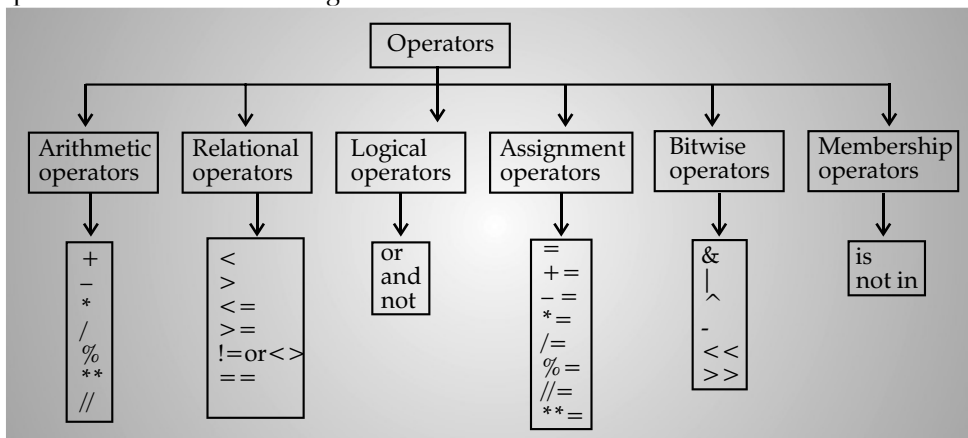 Operators
Arithmetic
operators
Relational
operators
Logical
operators
Assignment
operators
Bitwise
operators
Membership
operators
+
–
*
/
%
**
//
<
>
<=
>=
!=or<>
==
or
and
not
=
+=
–=
*=
/=
%=
//=
**=
&
|
^
-
<<
>>
is
not in